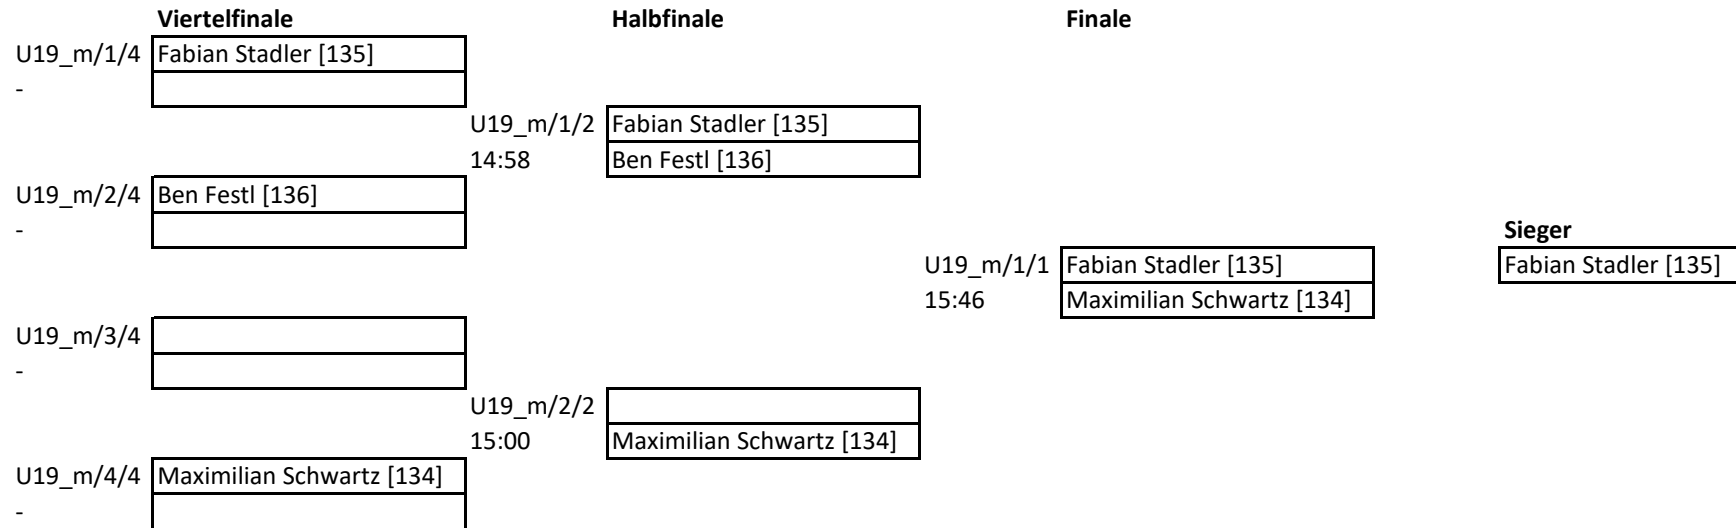 Viertelfinale Halbfinale Finale
U19_m/1/4 Fabian Stadler [135]
-
U19_m/1/2 Fabian Stadler [135]
14:58 Ben Festl [136]
U19_m/2/4 Ben Festl [136]
- Sieger
U19_m/1/1 Fabian Stadler [135] Fabian Stadler [135]
15:46 Maximilian Schwartz [134]
U19_m/3/4
-
U19_m/2/2
15:00 Maximilian Schwartz [134]
U19_m/4/4 Maximilian Schwartz [134]
-